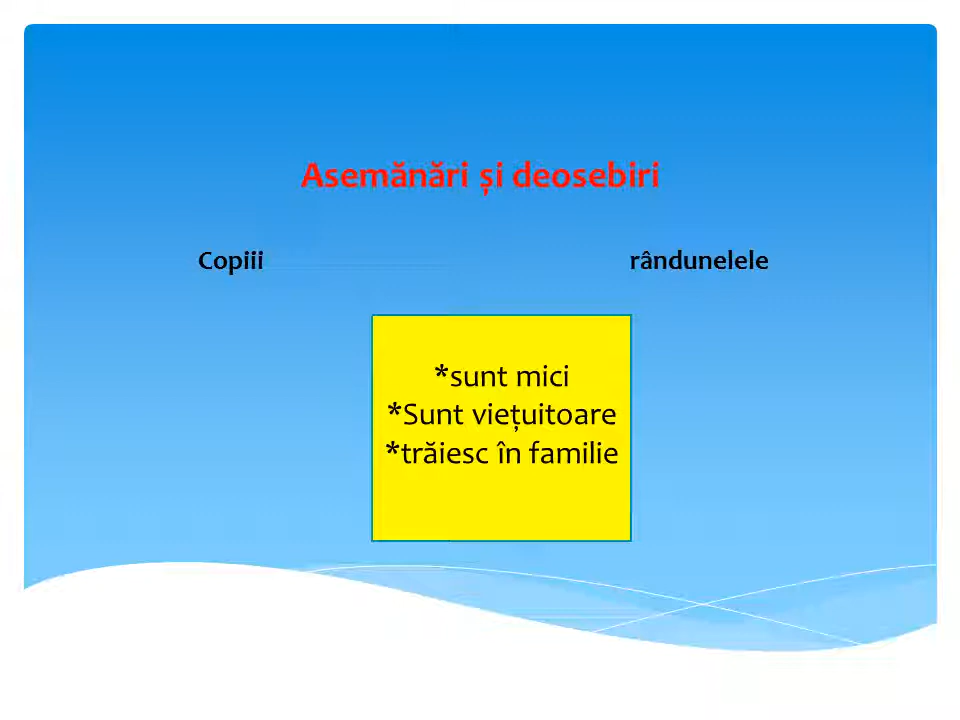 Asemănări și deosebiri
Copiii rândunelele
*sunt mici
*Sunt viețuitoare
*trăiesc în familie